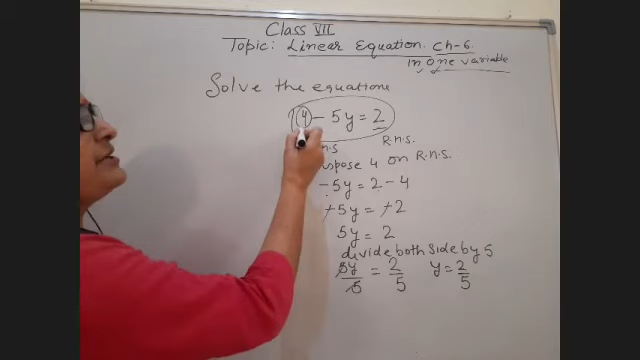 Class VII
Topic: Linear Equation. Ch-6.
in one variable
Solve the equations
4 - 5y = 2
R.H.S.
4 on R.H.S.
-5y = 2 - 4
-5y = -2
5y = 2
divide both side by 5
5y/5 = 2/5 y = 2/5